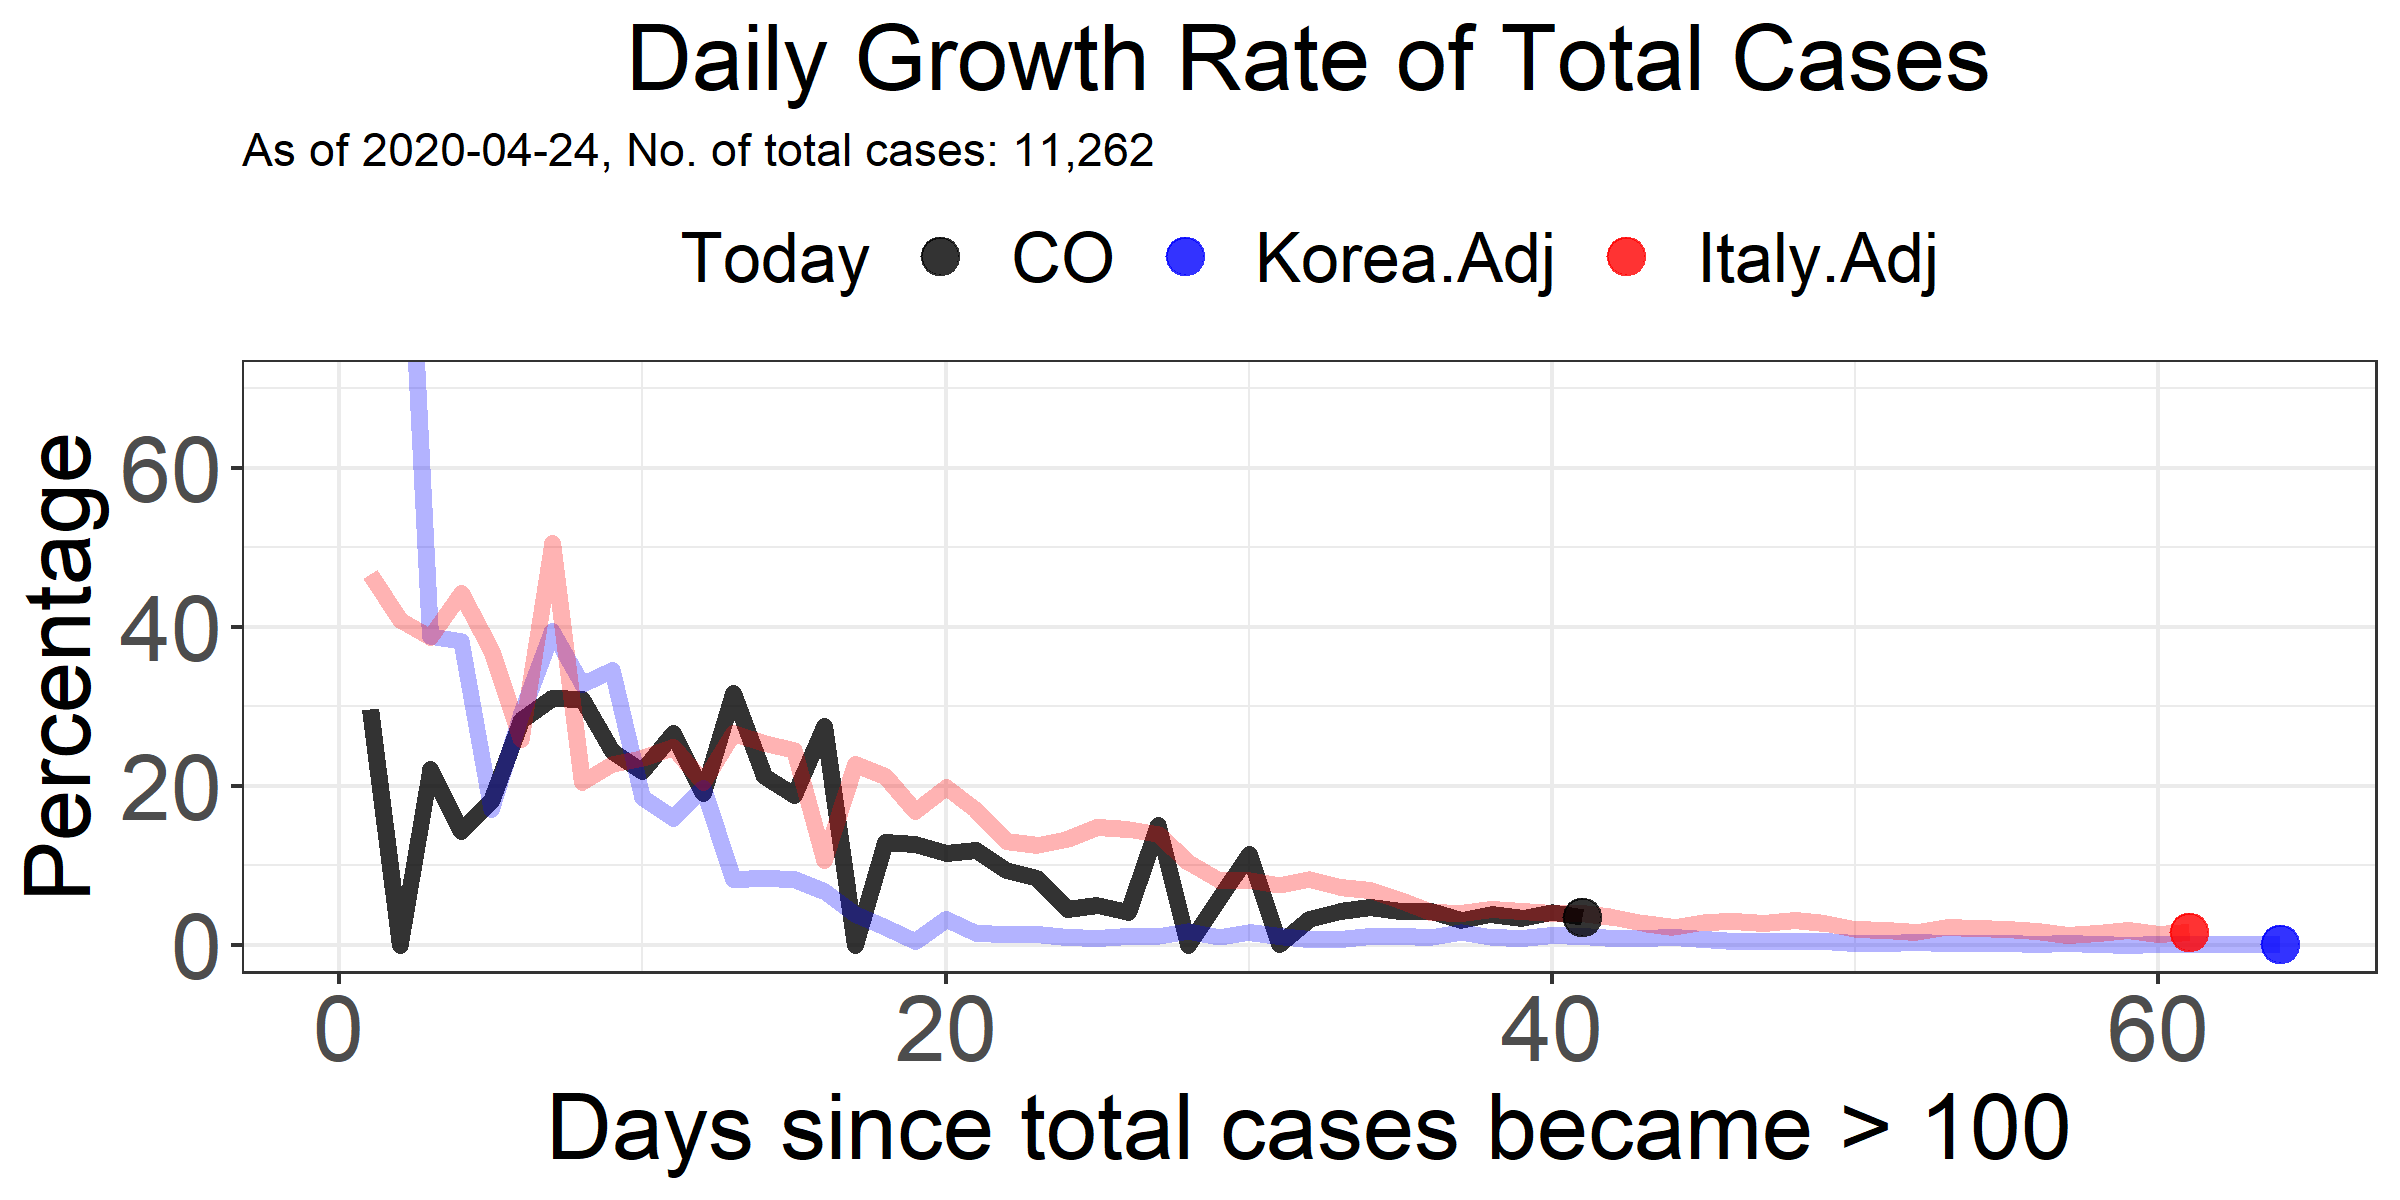 Daily Growth Rate of Total Cases
As of 2020-04-24, No. of total cases: 11,262
Today CO Korea.Adj Italy.Adj
Percentage
60
40
20
0
0 20 40 60
Days since total cases became > 100